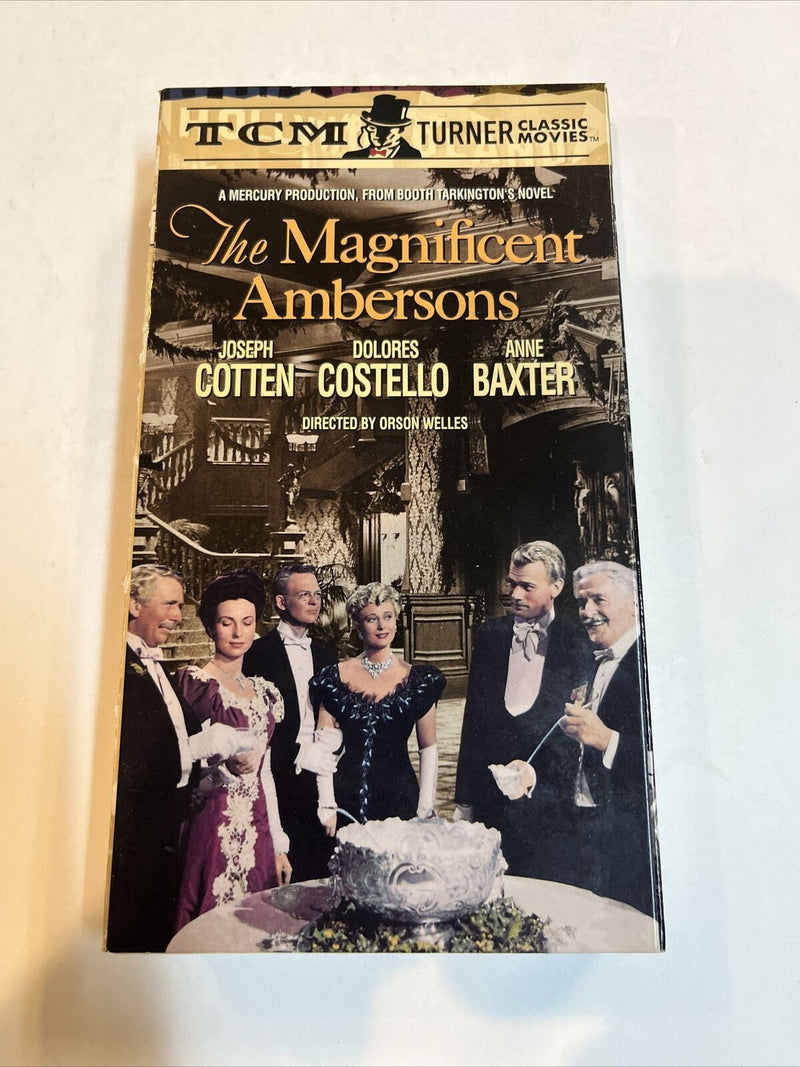 TCM TURNER CLASSIC MOVIES™
A MERCURY PRODUCTION, FROM BOOTH TARKINGTON'S NOVEL
The Magnificent
Ambersons
JOSEPH COTTEN
DOLORES COSTELLO
ANNE BAXTER
DIRECTED BY ORSON WELLES